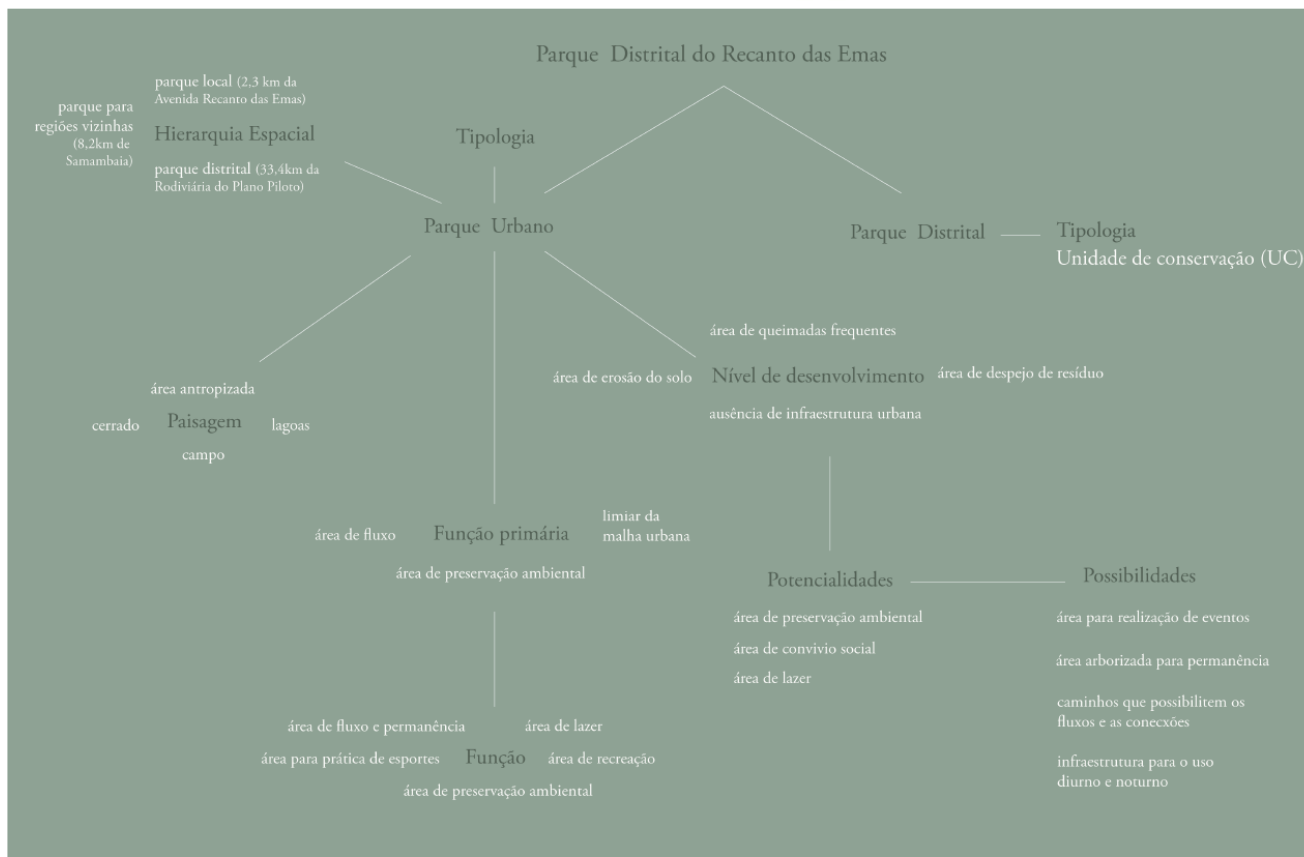 Parque Distrital do Recanto das Emas
parque local (2,3 km da
Avenida Recanto das Emas)
parque para
regiões vizinhas
(8,2km de
Samambaia)
Hierarquia Espacial
parque distrital (33,4km da
Rodiviária do Plano Piloto)
Tipologia
Parque Urbano
Parque Distrital
Tipologia
Unidade de conservação (UC)
área de queimadas frequentes
área de erosão do solo
Nível de desenvolvimento
área de despejo de resíduo
ausência de infraestrutura urbana
área antropizada
cerrado
Paisagem
lagoas
campo
área de fluxo
Função primária
limiar da
malha urbana
área de preservação ambiental
Potencialidades
área de preservação ambiental
área de convivio social
área de lazer
Possibilidades
área para realização de eventos
área arborizada para permanência
caminhos que possibilitem os
fluxos e as conecxões
infraestrutura para o uso
diurno e noturno
área de fluxo e permanência
área de lazer
área para prática de esportes
Função
área de recreação
área de preservação ambiental